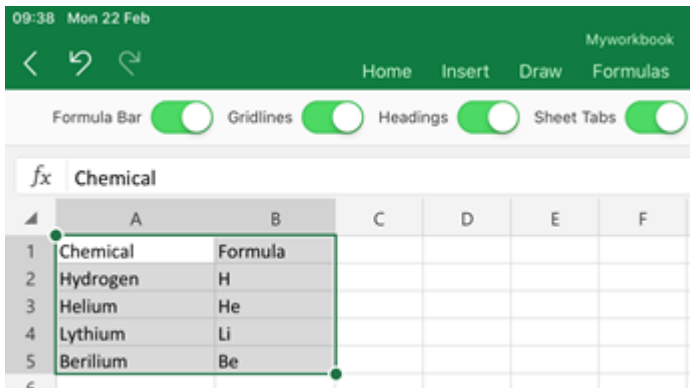 09:38 Mon 22 Feb
Myworkbook
Home Insert Draw Formulas
Formula Bar Gridlines Headings Sheet Tabs
fx Chemical
A B C D E F
1 Chemical Formula
2 Hydrogen H
3 Helium He
4 Lythium Li
5 Berilium Be
6